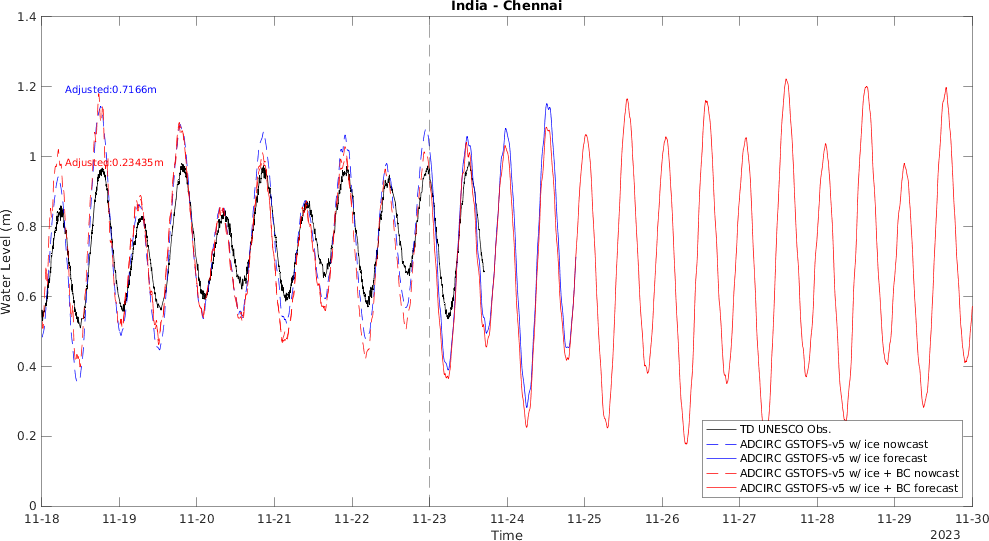 India - Chennai
1.4
1.2
1
0.8
0.6
0.4
0.2
0
Water Level (m)
Adjusted:0.7166m
Adjusted:0.23435m
TD UNESCO Obs.
ADCIRC GSTOFS-v5 w/ ice nowcast
ADCIRC GSTOFS-v5 w/ ice forecast
ADCIRC GSTOFS-v5 w/ ice + BC nowcast
ADCIRC GSTOFS-v5 w/ ice + BC forecast
11-18 11-19 11-20 11-21 11-22 11-23 11-24 11-25 11-26 11-27 11-28 11-29 11-30
Time
2023